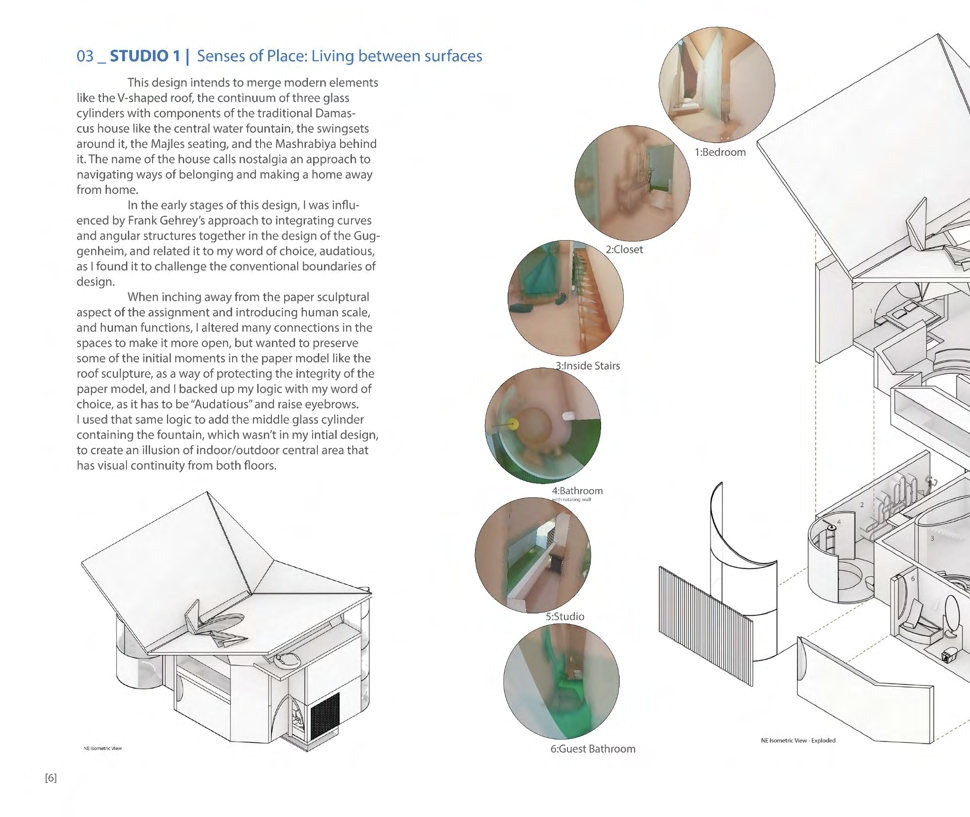 03 _ STUDIO 1 | Senses of Place: Living between surfaces
This design intends to merge modern elements
like the V-shaped roof, the continuum of three glass
cylinders with components of the traditional Damas-
cus house like the central water fountain, the swingsets
around it, the Majles seating, and the Mashrabiya behind
it. The name of the house calls nostalgia an approach to
navigating ways of belonging and making a home away
from home.
In the early stages of this design, I was influ-
enced by Frank Gehrey's approach to integrating curves
and angular structures together in the design of the Gug-
genheim, and related it to my word of choice, audatious,
as I found it to challenge the conventional boundaries of
design.
When inching away from the paper sculptural
aspect of the assignment and introducing human scale,
and human functions, I altered many connections in the
spaces to make it more open, but wanted to preserve
some of the initial moments in the paper model like the
roof sculpture, as a way of protecting the integrity of the
paper model, and I backed up my logic with my word of
choice, as it has to be "Audatious" and raise eyebrows.
I used that same logic to add the middle glass cylinder
containing the fountain, which wasn't in my intial design,
to create an illusion of indoor/outdoor central area that
has visual continuity from both floors.
1:Bedroom
2:Closet
3:Inside Stairs
4:Bathroom
with rotating wall
5:Studio
6:Guest Bathroom
1
2
4
3
6
NE Isometric View
NE Isometric View - Exploded
[6]